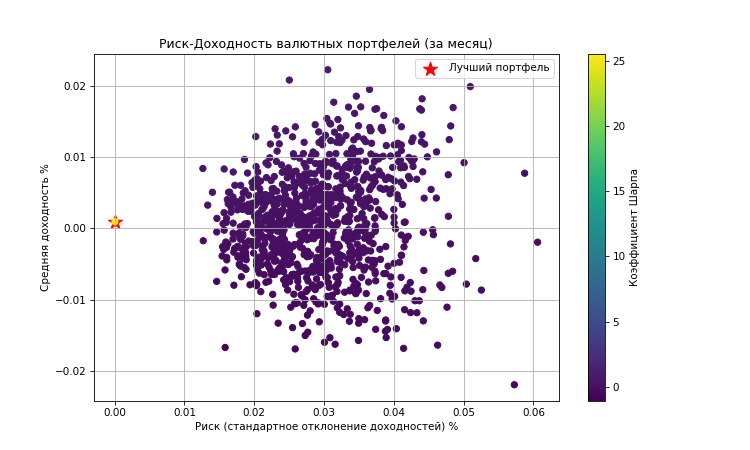 Риск-Доходность валютных портфелей (за месяц)
Лучший портфель
Средняя доходность %
0.02
0.01
0.00
−0.01
−0.02
0.00 0.01 0.02 0.03 0.04 0.05 0.06
Риск (стандартное отклонение доходностей) %
25
20
15
10
5
0
Коэффициент Шарпа